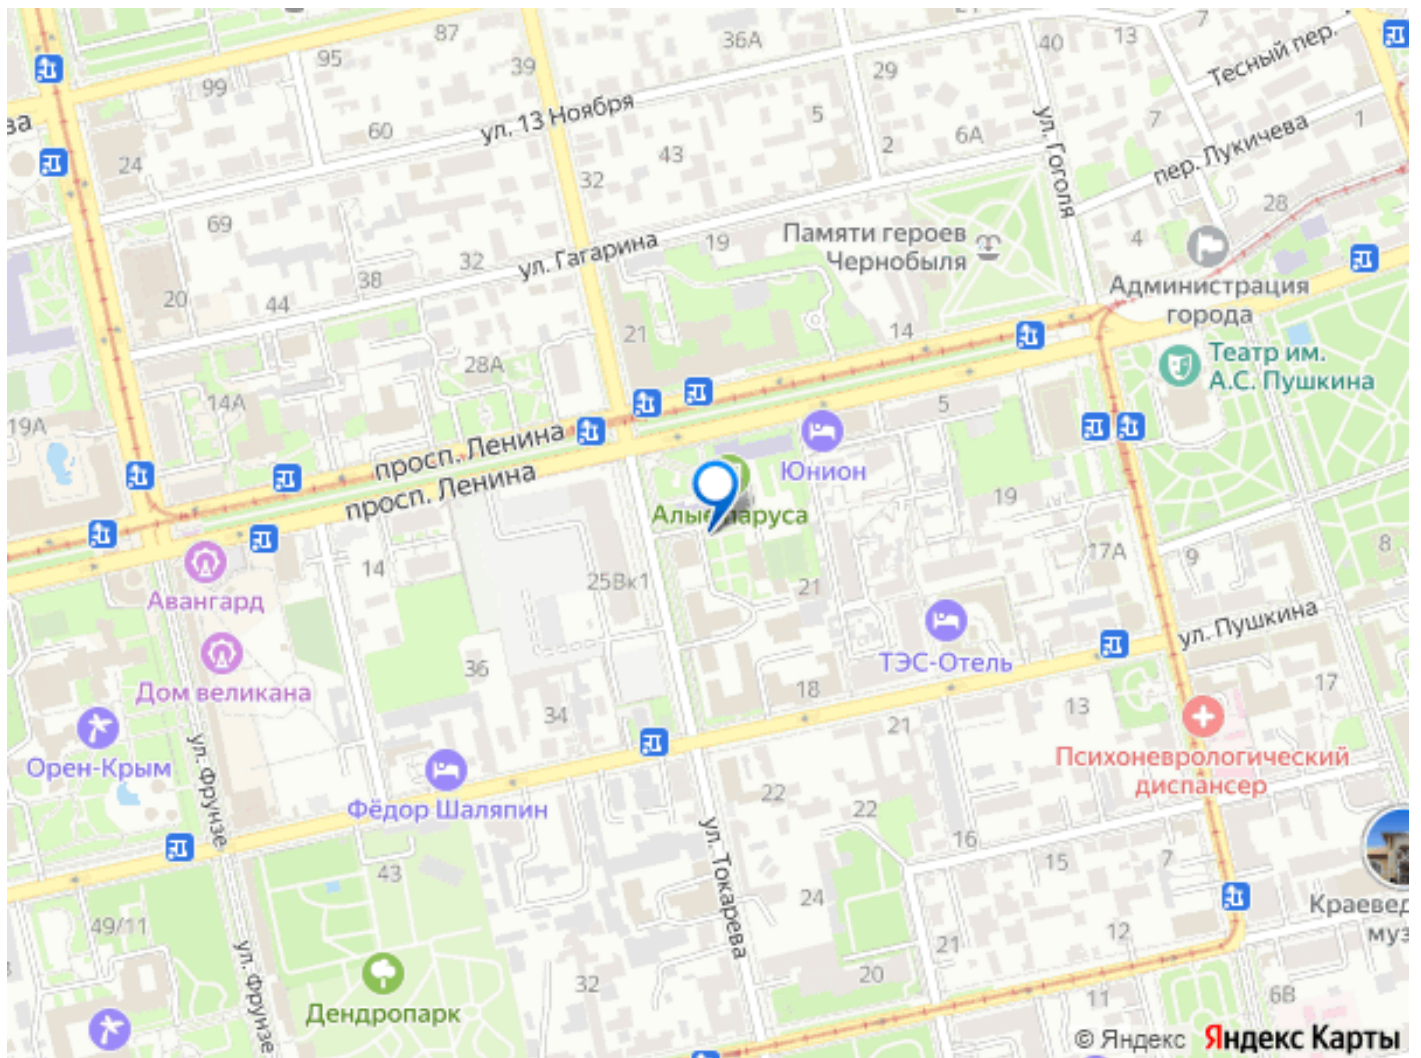 87
7
36А
40
13
95
39
29
Тесный пер.
99
ул. 13 Ноября
ва
60
5
6А
ул. Гоголя
7
1
пер. Лукичева
24
43
2
32
28
69
19
Памяти героев
Чернобыля
4
ул. Гагарина
32
38
Администрация
города
20
44
21
14
28А
Театр им.
А.С. Пушкина
14А
5
19А
просп. Ленина
просп. Ленина
Юнион
19
Алые паруса
17А
9
8
14
25Вк1
21
Авангард
ул. Пушкина
ТЭС-Отель
36
Дом великана
18
17
34
13
21
Орен-Крым
ул. Фрунзе
Психоневрологический
диспансер
Фёдор Шаляпин
22
22
ул. Токарева
16
15
7
43
24
49/11
Краевед
муз
12
21
ул. Фрунзе
32
20
Дендропарк
11
6В
© Яндекс Яндекс Карты